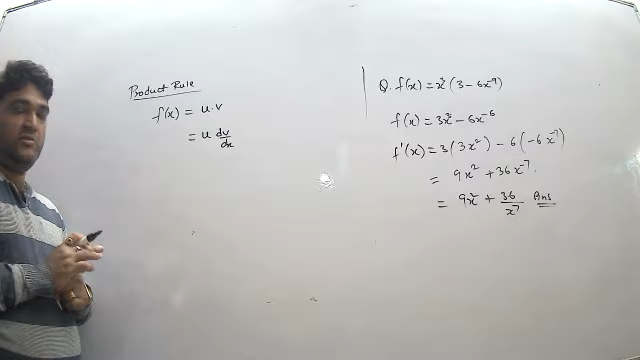 Product Rule
f(x) = u.v
= u dv/dx
Q. f(x) = x³(3 - 6x⁻⁹)
f(x) = 3x³ - 6x⁻⁶
f'(x) = 3(3x²) - 6(-6x⁻⁷)
= 9x² + 36x⁻⁷.
= 9x² + 36/x⁷ Ans